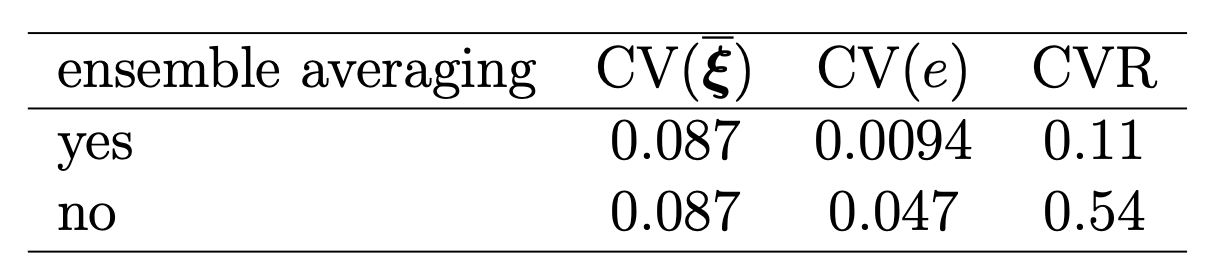 ensemble averaging CV(ξ̅) CV(e) CVR
yes 0.087 0.0094 0.11
no 0.087 0.047 0.54